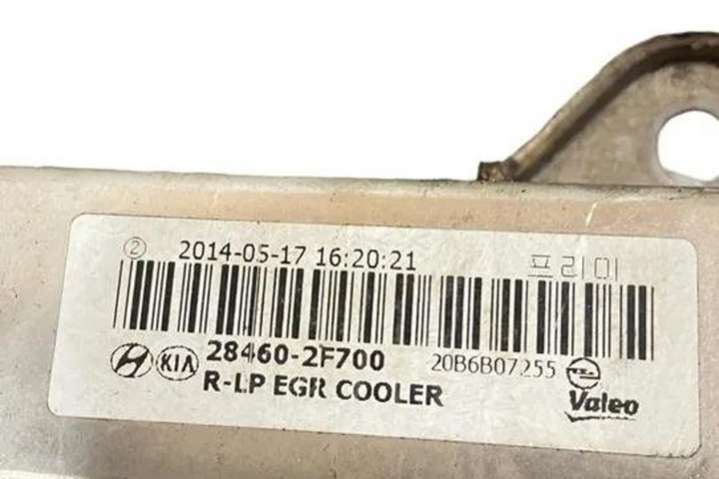 ② 2014-05-17 16:20:21 프리미
KIA 28460-2F700 20B6B07255
R-LP EGR COOLER Valeo